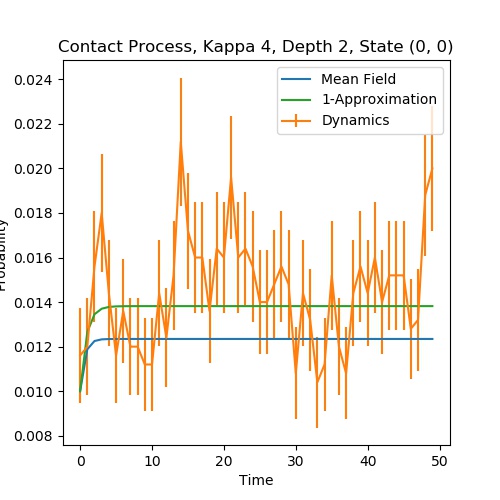 Contact Process, Kappa 4, Depth 2, State (0, 0)
Mean Field
1-Approximation
Dynamics
0.024
0.022
0.020
0.018
0.016
0.014
0.012
0.010
0.008
Probability
0
10
20
30
40
50
Time